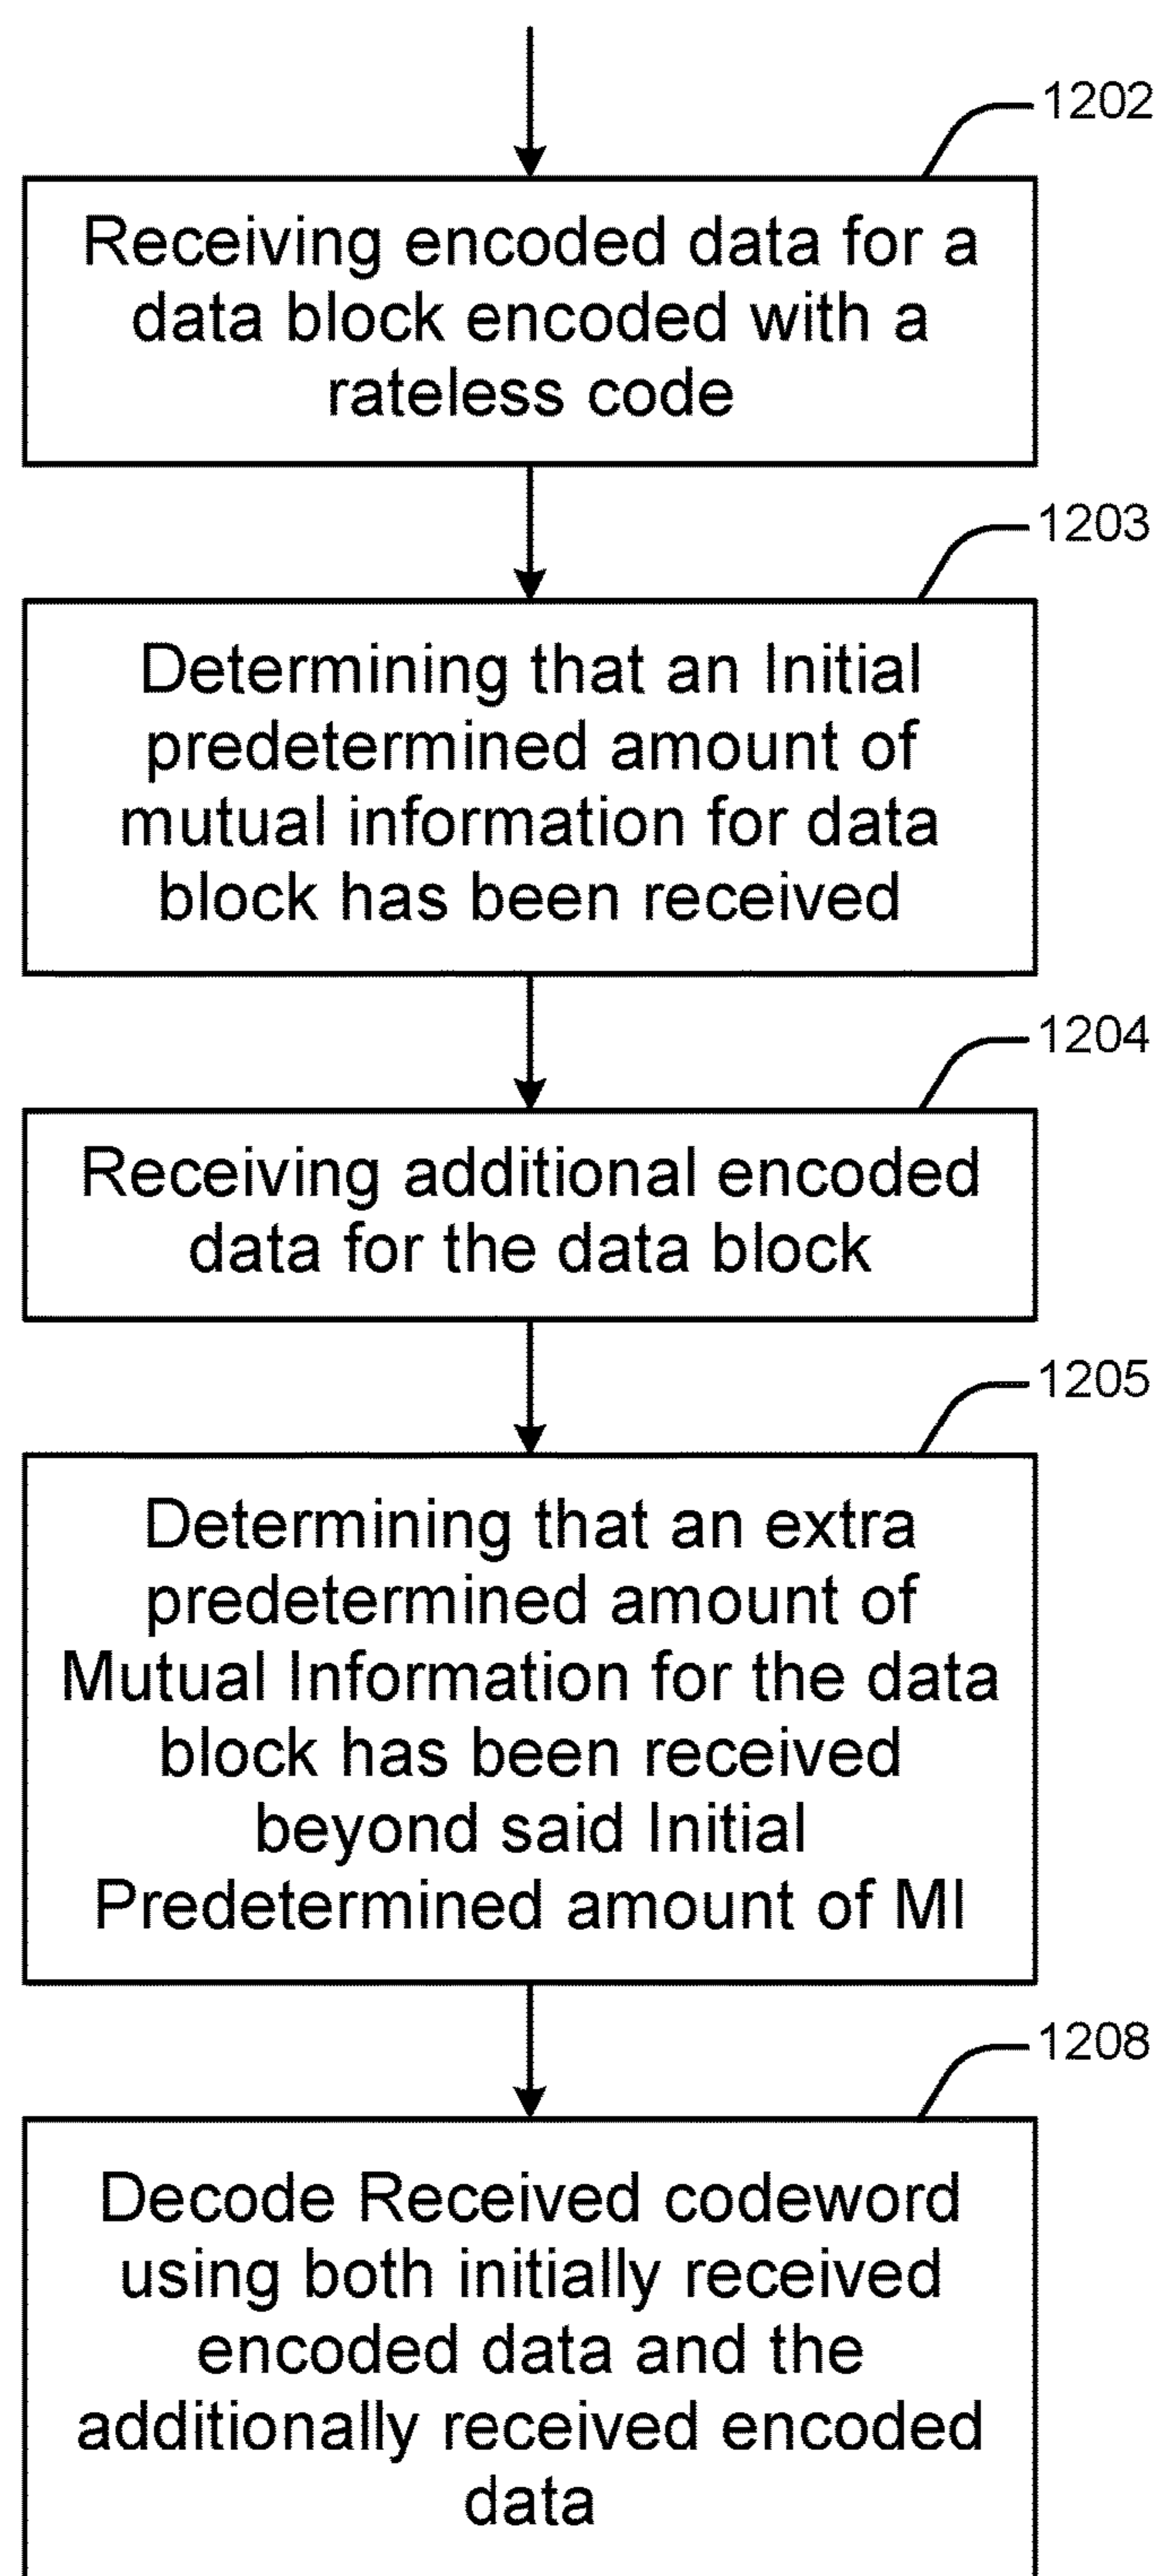 1202
Receiving encoded data for a
data block encoded with a
rateless code
1203
Determining that an Initial
predetermined amount of
mutual information for data
block has been received
1204
Receiving additional encoded
data for the data block
1205
Determining that an extra
predetermined amount of
Mutual Information for the data
block has been received
beyond said Initial
Predetermined amount of MI
1208
Decode Received codeword
using both initially received
encoded data and the
additionally received encoded
data